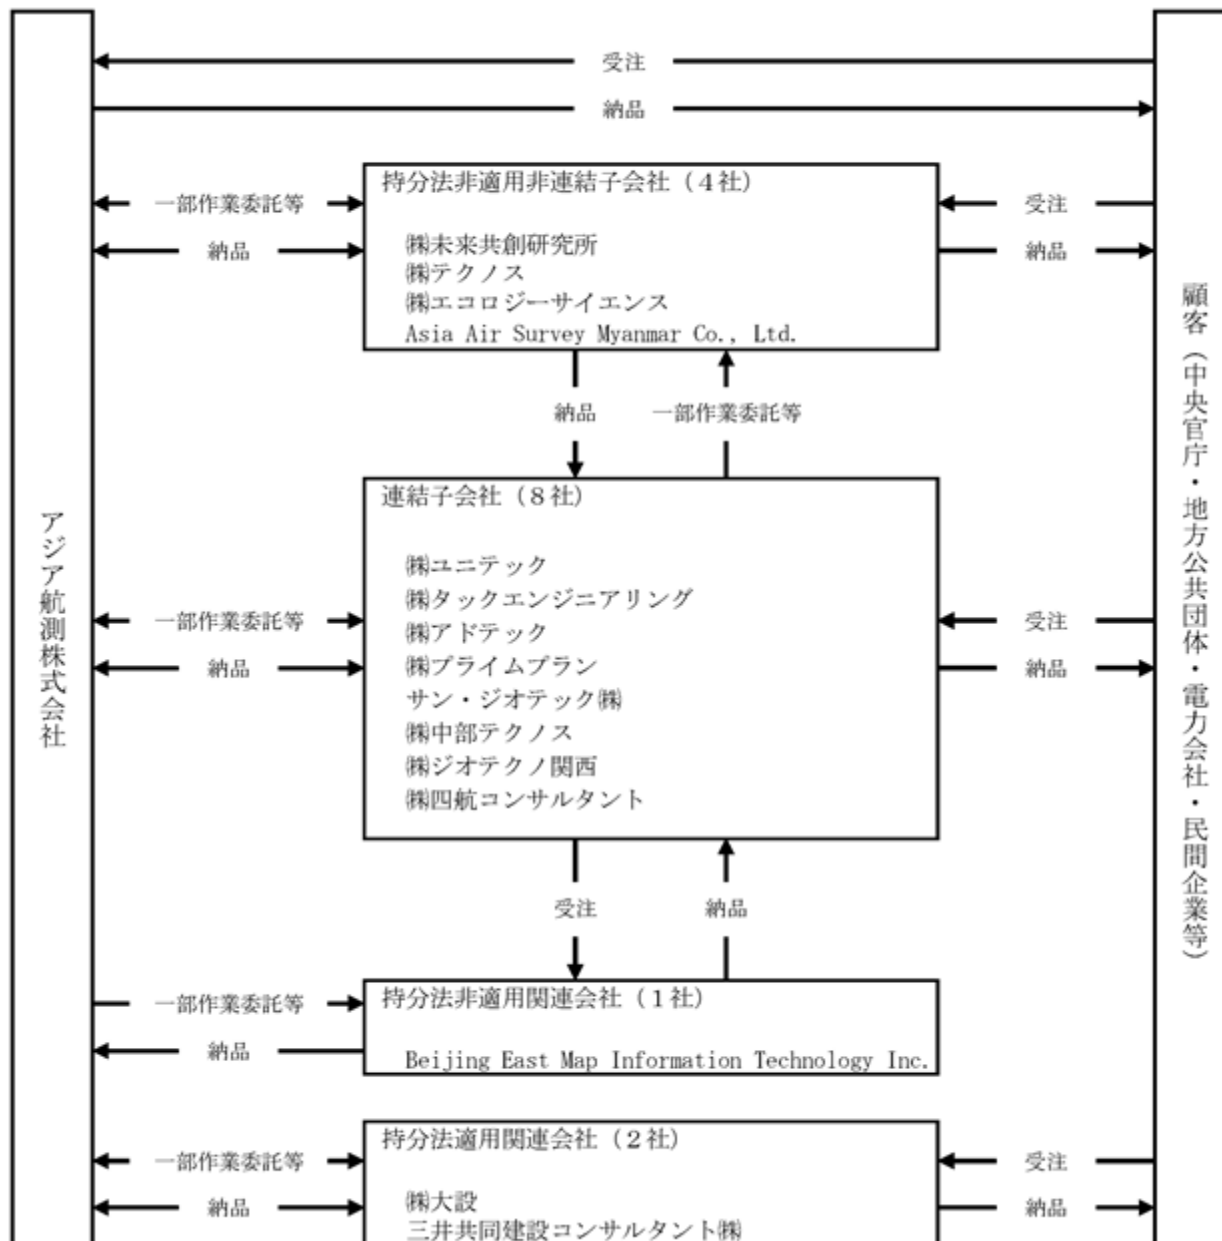 受注
納品
持分法非適用非連結子会社（４社）
一部作業委託等
受注
納品
納品
㈱未来共創研究所
㈱テクノス
㈱エコロジーサイエンス
Asia Air Survey Myanmar Co., Ltd.
納品
一部作業委託等
連結子会社（８社）
㈱ユニテック
㈱タックエンジニアリング
㈱アドテック
㈱プライムプラン
サン・ジオテック㈱
㈱中部テクノス
㈱ジオテクノ関西
㈱四航コンサルタント
一部作業委託等
納品
受注
納品
アジア航測株式会社
顧客（中央官庁・地方公共団体・電力会社・民間企業等）
受注
納品
持分法非適用関連会社（１社）
一部作業委託等
納品
Beijing East Map Information Technology Inc.
持分法適用関連会社（２社）
一部作業委託等
受注
納品
納品
㈱大設
三井共同建設コンサルタント㈱